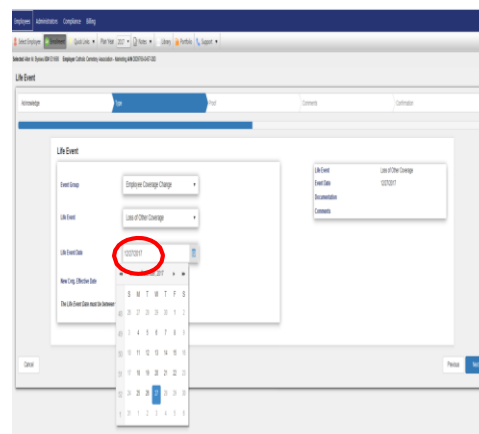 Employees Administration Compliance Billing
Select Employee Enrollment Quick Links Plan Year 2017 Notes Library Portfolio Support
Life Event
Acknowledge Type Proof Comments Confirmation
Life Event
Event Group Employee Coverage Change
Life Event Loss of Other Coverage
Life Event Date 12/27/2017
New Cvrg. Effective Date
The Life Event Date must be between
Life Event Loss of Other Coverage
Event Date 12/27/2017
Documentation
Comments
2017
S M T W T F S
26 27 28 29 30 1 2
3 4 5 6 7 8 9
10 11 12 13 14 15 16
17 18 19 20 21 22 23
24 25 26 27 28 29 30
31 1 2 3 4 5 6
Cancel Previous Next